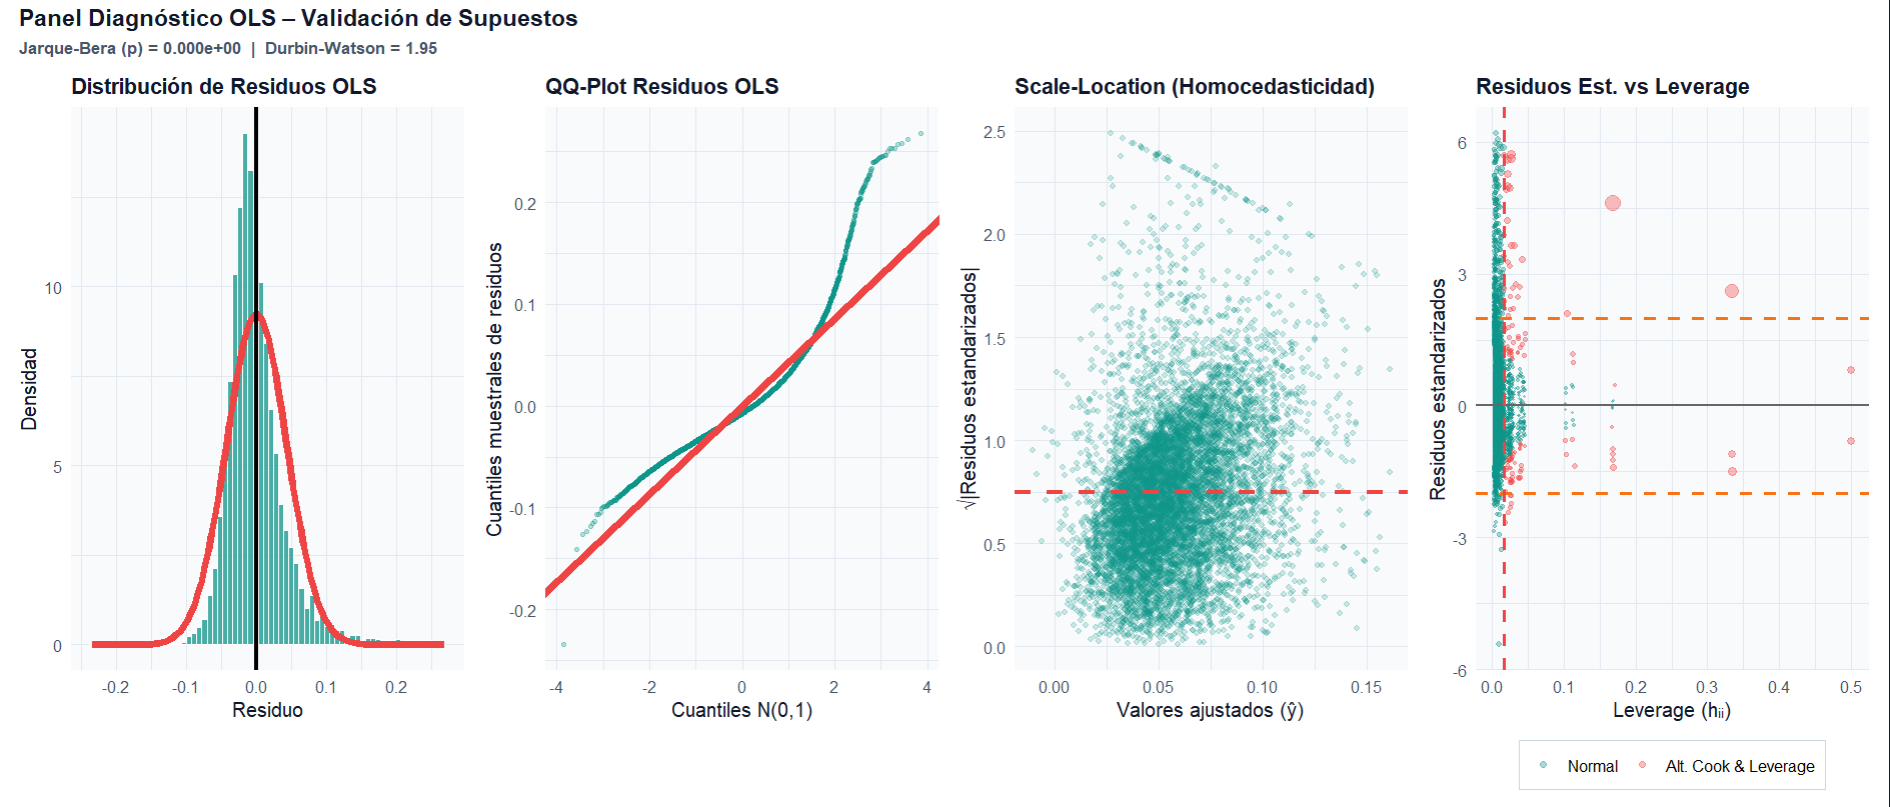 Panel Diagnóstico OLS – Validación de Supuestos
Jarque-Bera (p) = 0.000e+00 | Durbin-Watson = 1.95
Distribución de Residuos OLS
Densidad
10
5
0
-0.2 -0.1 0.0 0.1 0.2
Residuo
QQ-Plot Residuos OLS
Cuantiles muestrales de residuos
0.2
0.1
0.0
-0.1
-0.2
-4 -2 0 2 4
Cuantiles N(0,1)
Scale-Location (Homocedasticidad)
√|Residuos estandarizados|
2.5
2.0
1.5
1.0
0.5
0.0
0.00 0.05 0.10 0.15
Valores ajustados (ŷ)
Residuos Est. vs Leverage
Residuos estandarizados
6
3
0
-3
-6
0.0 0.1 0.2 0.3 0.4 0.5
Leverage (hᵢᵢ)
Normal Alt. Cook & Leverage